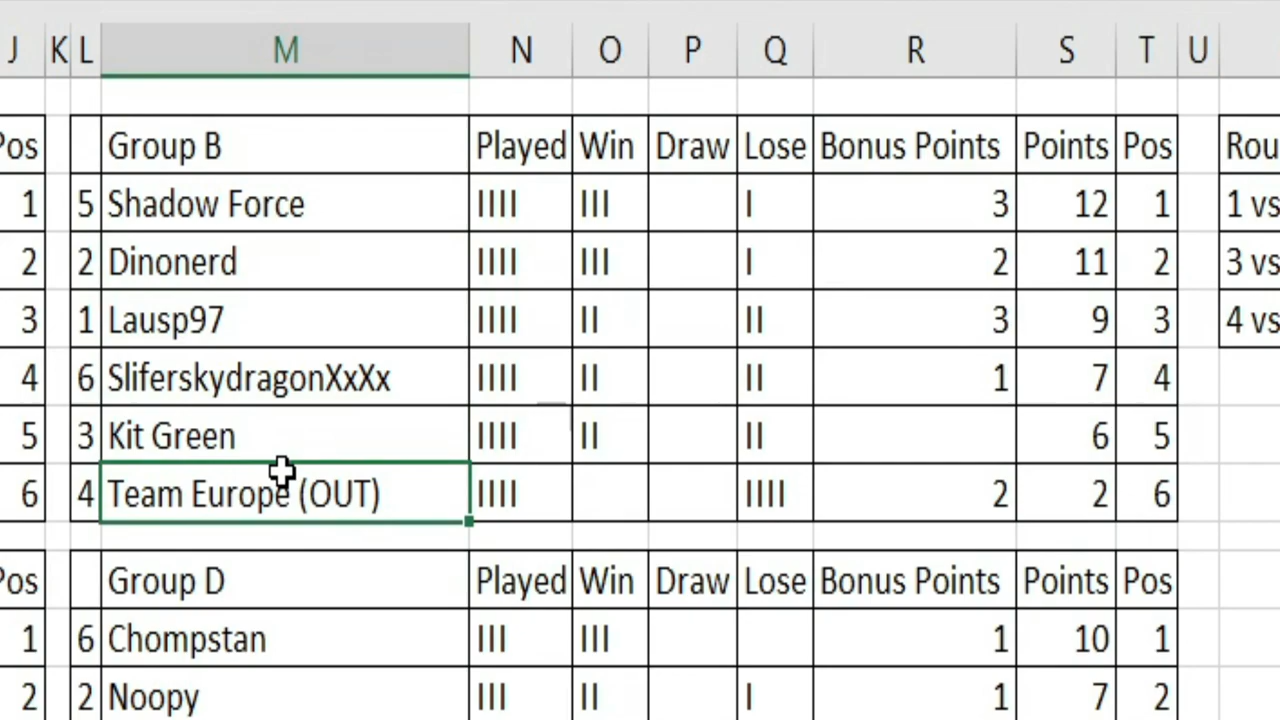 J K L M N O P Q R S T U
Pos Group B Played Win Draw Lose Bonus Points Points Pos
1 5 Shadow Force IIII III I 3 12 1 1 vs
2 2 Dinonerd IIII III I 2 11 2 3 vs
3 1 Lausp97 IIII II II 3 9 3 4 vs
4 6 SliferskydragonXxXx IIII II II 1 7 4
5 3 Kit Green IIII II II 6 5
6 4 Team Europe (OUT) IIII IIII 2 2 6
Pos Group D Played Win Draw Lose Bonus Points Points Pos
1 6 Chompstan III III 1 10 1
2 2 Noopy III II I 1 7 2